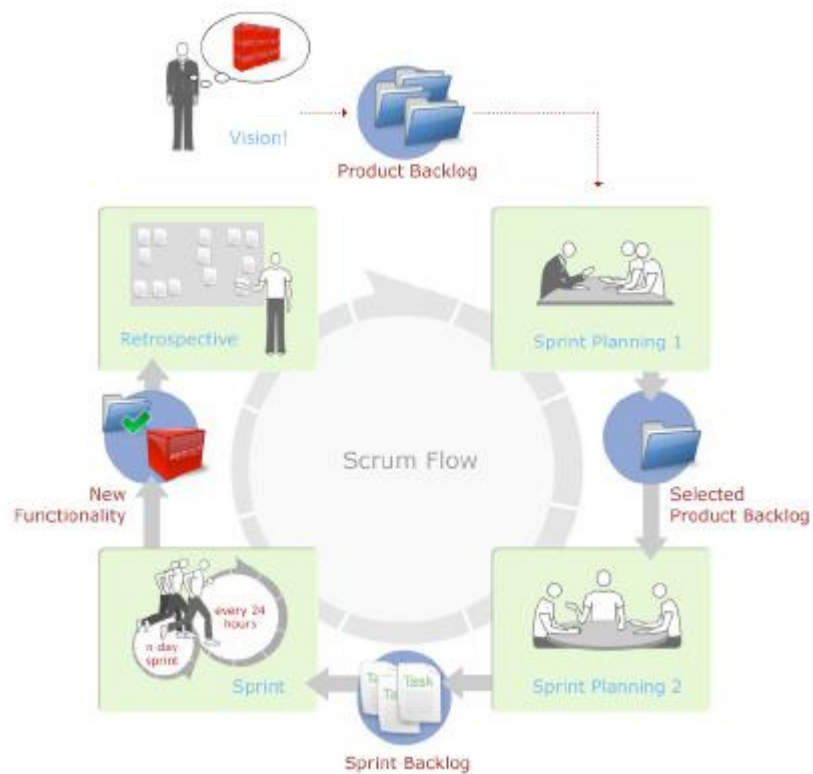 Vision!
Product Backlog
Retrospective
Sprint Planning 1
Scrum Flow
New
Functionality
Selected
Product Backlog
every 24
hours
n day
sprint
Sprint
Task
Sprint Planning 2
Sprint Backlog